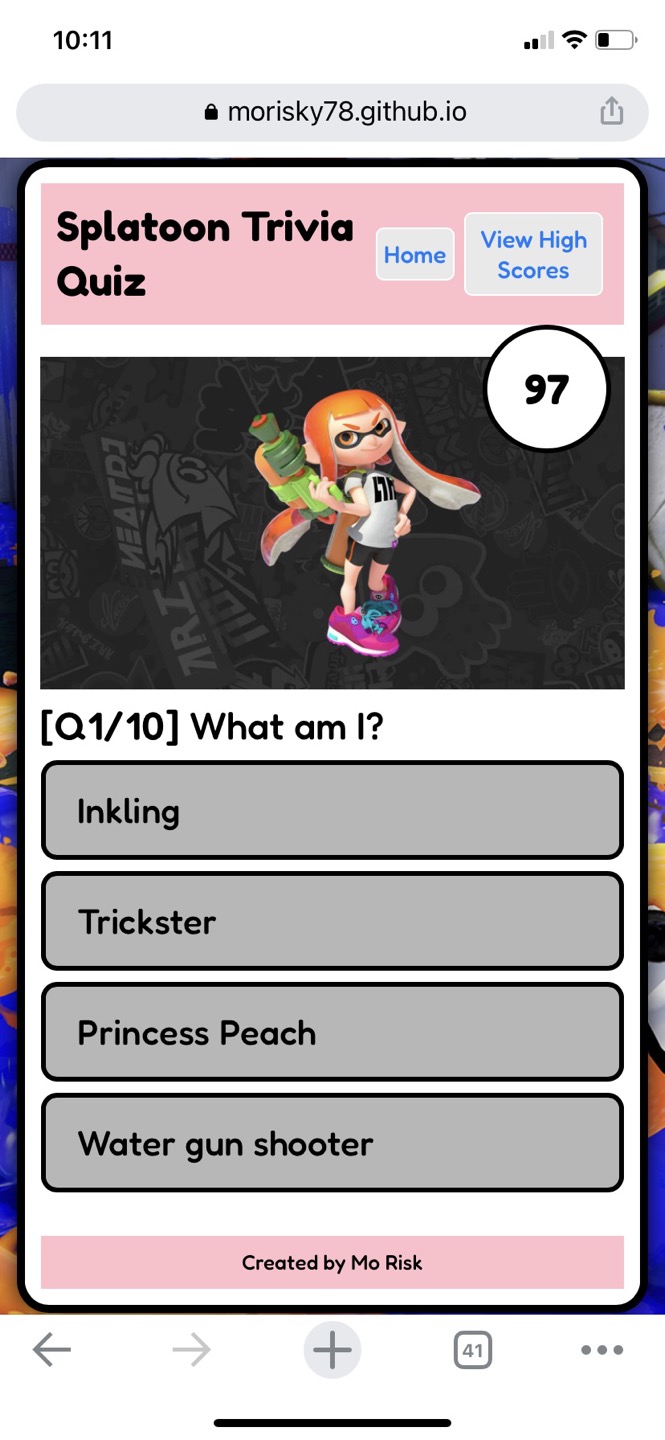 10:11
morisky78.github.io
Splatoon Trivia
Quiz
Home
View High
Scores
97
[Q1/10] What am I?
Inkling
Trickster
Princess Peach
Water gun shooter
Created by Mo Risk
41